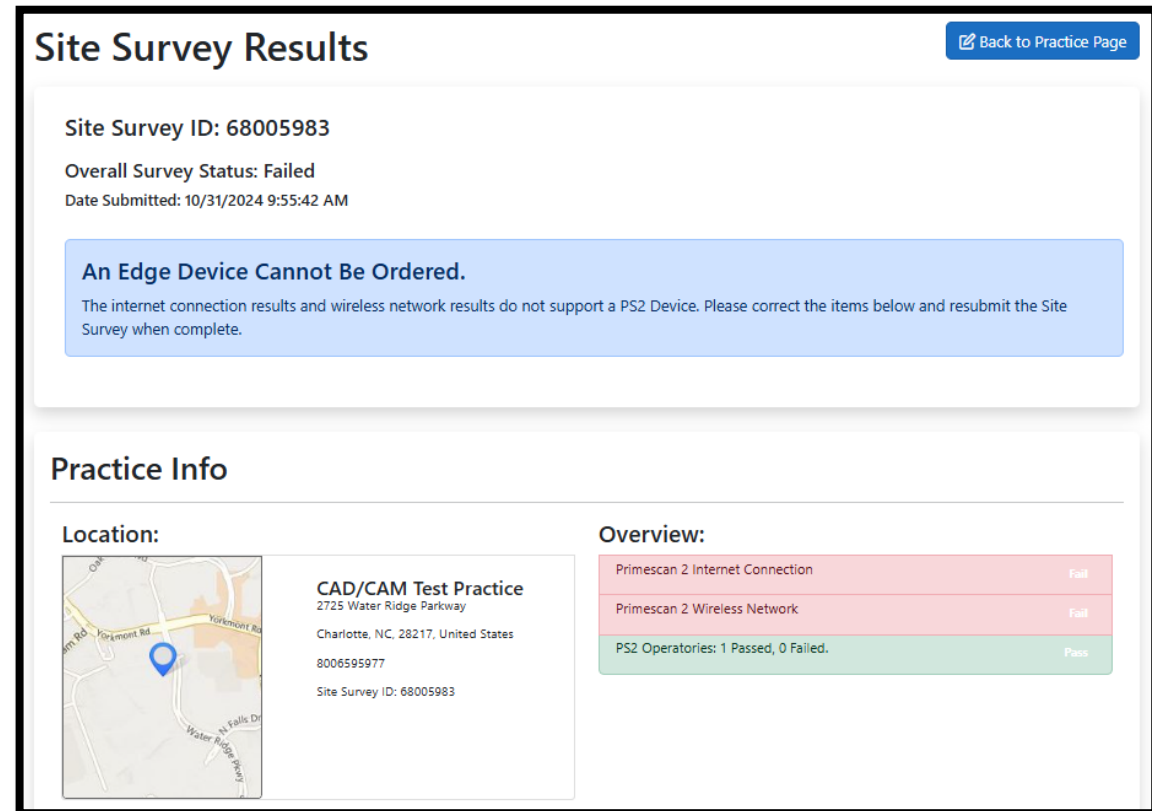 Site Survey Results
Back to Practice Page
Site Survey ID: 68005983
Overall Survey Status: Failed
Date Submitted: 10/31/2024 9:55:42 AM
An Edge Device Cannot Be Ordered.
The internet connection results and wireless network results do not support a PS2 Device. Please correct the items below and resubmit the Site
Survey when complete.
Practice Info
Location:
Yorkmont Rd
Yorkmont Rd
N Falls Dr
Water Ridge Pkwy
CAD/CAM Test Practice
2725 Water Ridge Parkway
Charlotte, NC, 28217, United States
8006595977
Site Survey ID: 68005983
Overview:
Primescan 2 Internet Connection Fail
Primescan 2 Wireless Network Fail
PS2 Operatories: 1 Passed, 0 Failed. Pass